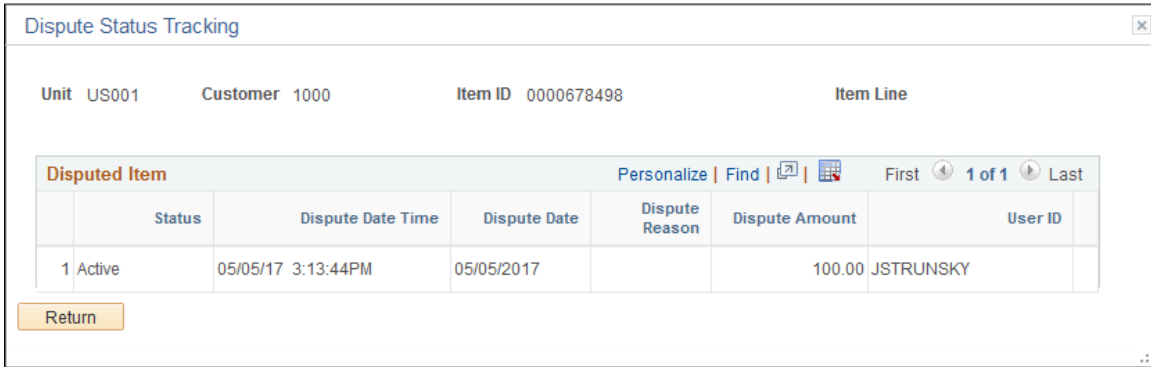 Dispute Status Tracking
Unit US001 Customer 1000 Item ID 0000678498 Item Line
Disputed Item Personalize | Find | | First 1 of 1 Last
Status Dispute Date Time Dispute Date Dispute Reason Dispute Amount User ID
1 Active 05/05/17 3:13:44PM 05/05/2017 100.00 JSTRUNSKY
Return